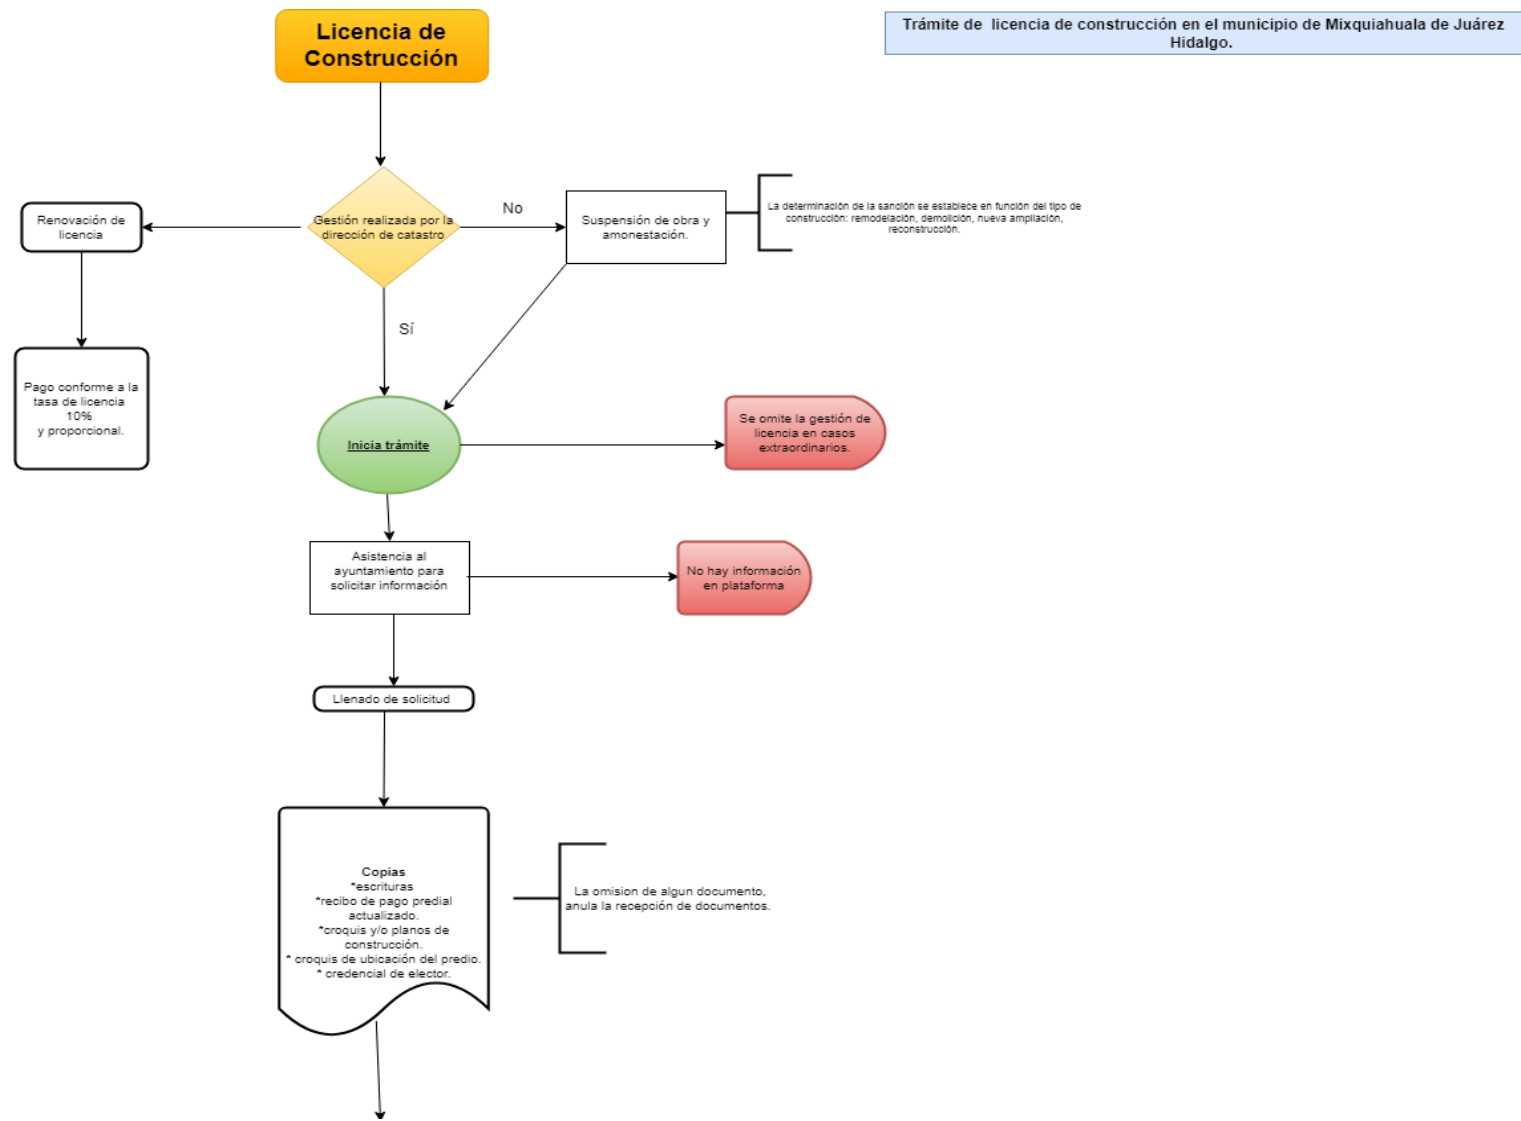 Licencia de
Construcción
Trámite de  licencia de construcción en el municipio de Mixquiahuala de Juárez
Hidalgo.
Renovación de
licencia
Gestión realizada por la
dirección de catastro
No
Suspensión de obra y
amonestación.
La determinación de la sanción se establece en función del tipo de
construcción: remodelación, demolición, nueva ampliación,
reconstrucción.
Sí
Pago conforme a la
tasa de licencia
10%
y proporcional.
Inicia trámite
Se omite la gestión de
licencia en casos
extraordinarios.
Asistencia al
ayuntamiento para
solicitar información
No hay información
en plataforma
Llenado de solicitud
Copias
*escrituras
*recibo de pago predial
actualizado.
*croquis y/o planos de
construcción.
* croquis de ubicación del predio.
* credencial de elector.
La omision de algun documento,
anula la recepción de documentos.